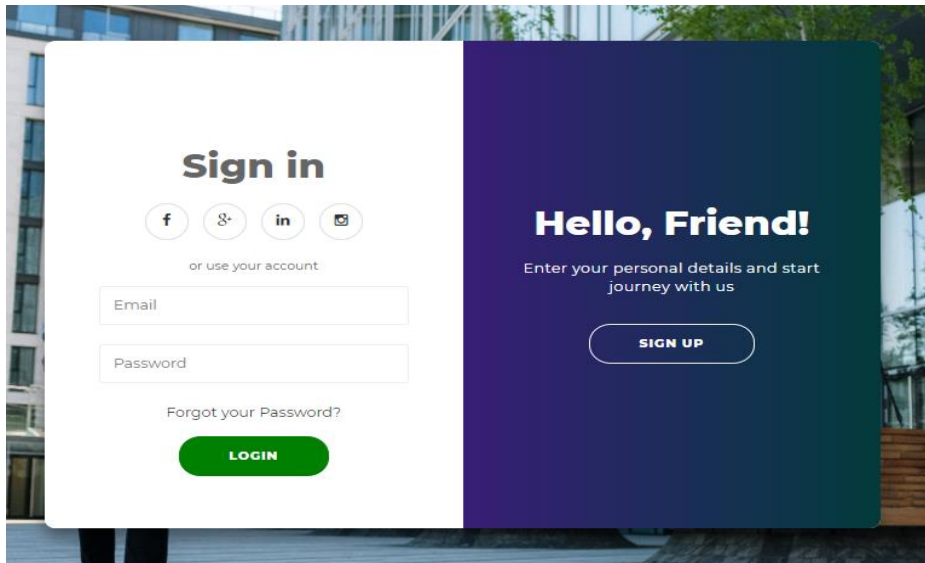 Sign in
f 8+ in
or use your account
Email
Password
Forgot your Password?
LOGIN
Hello, Friend!
Enter your personal details and start
journey with us
SIGN UP